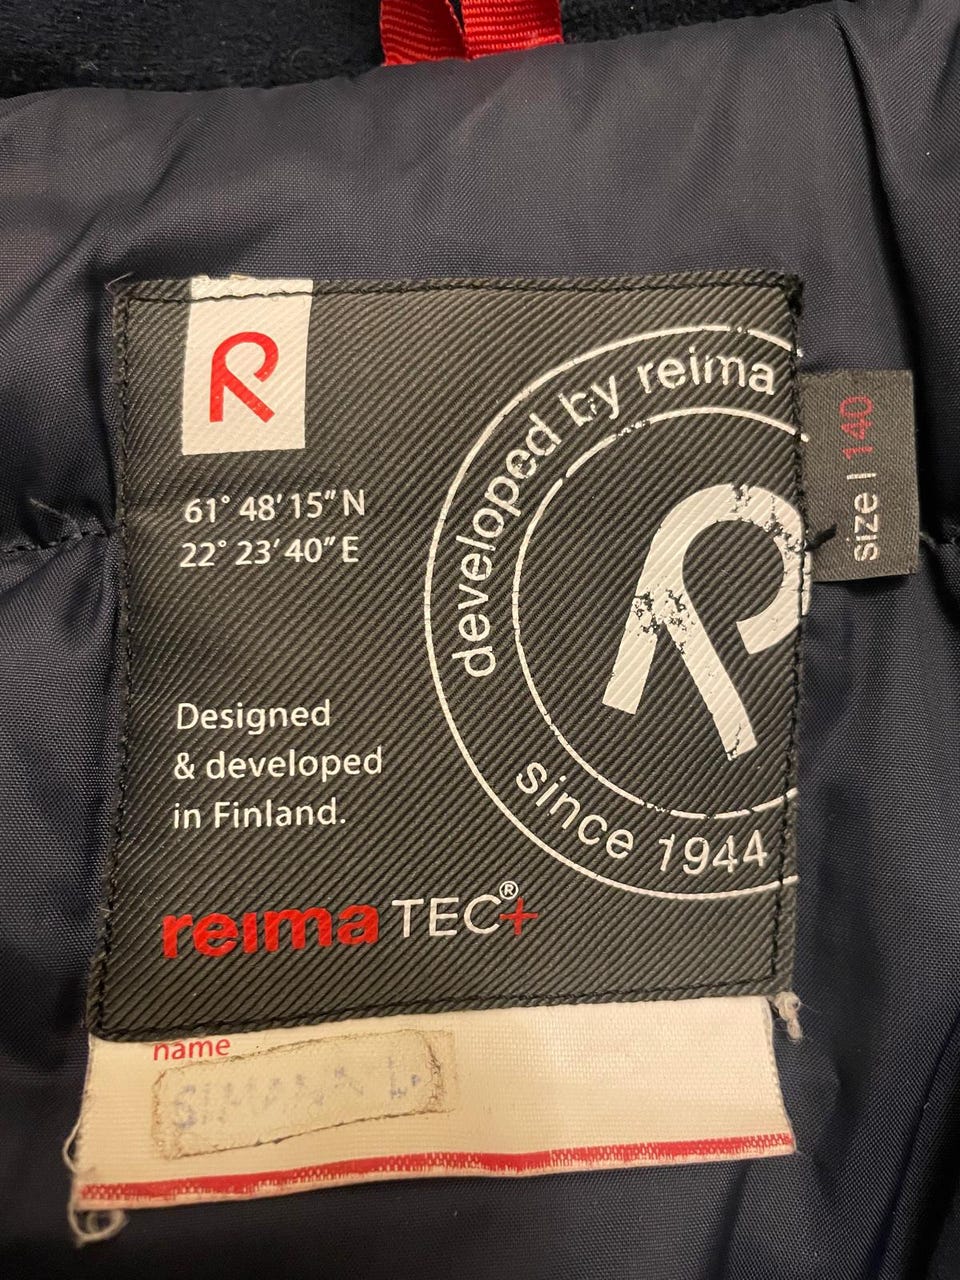 R
61° 48′ 15″ N
22° 23′ 40″ E
Designed
& developed
in Finland.
reima TEC®+
developed by reima
R
since 1944
size | 140
name